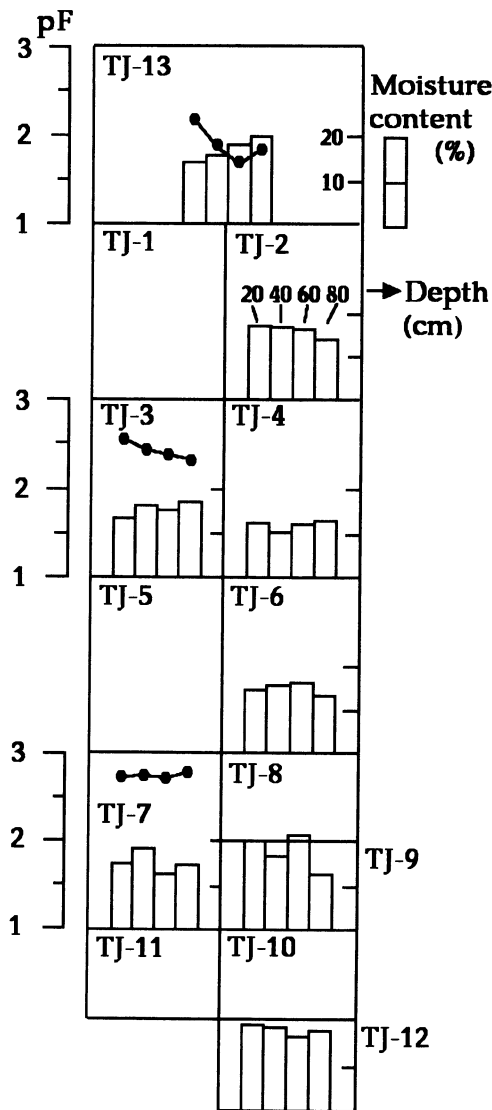 pF
3
TJ-13
Moisture
content
(%)
20
10
2
1
TJ-1
TJ-2
20 40 60 80
Depth
(cm)
3
TJ-3
TJ-4
2
1
TJ-5
TJ-6
3
TJ-8
TJ-7
2
TJ-9
1
TJ-11
TJ-10
TJ-12